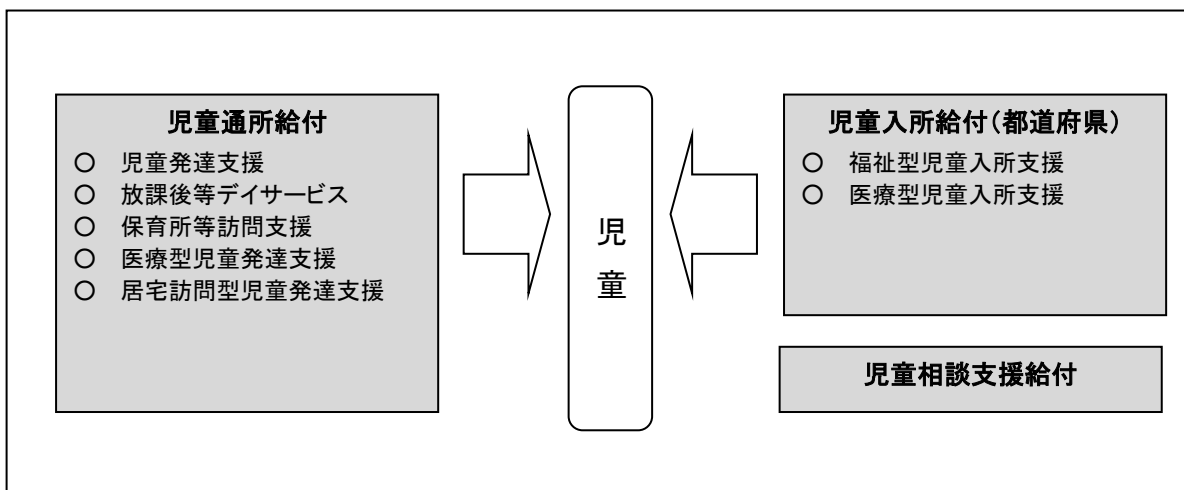 児童通所給付
○ 児童発達支援
○ 放課後等デイサービス
○ 保育所等訪問支援
○ 医療型児童発達支援
○ 居宅訪問型児童発達支援
児
童
児童入所給付（都道府県）
○ 福祉型児童入所支援
○ 医療型児童入所支援
児童相談支援給付